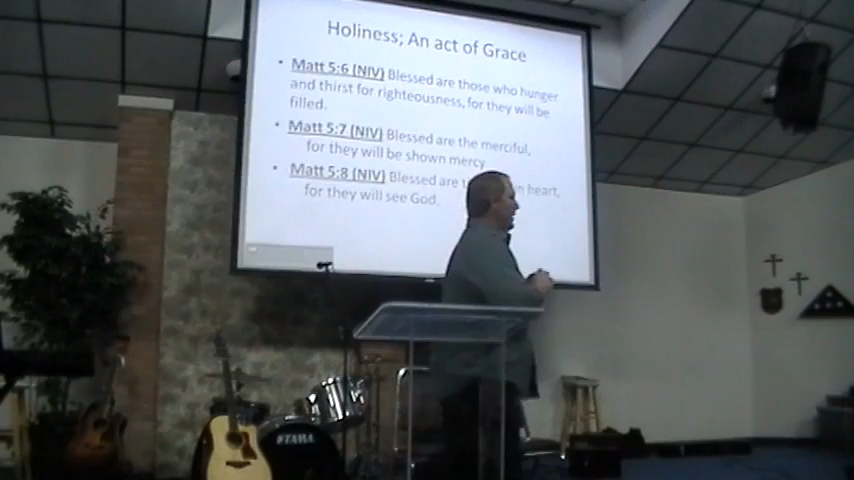 Holiness; An act of Grace
• Matt 5:6 (NIV) Blessed are those who hunger
and thirst for righteousness, for they will be
filled.
• Matt 5:7 (NIV) Blessed are the merciful,
for they will be shown mercy
• Matt 5:8 (NIV) Blessed are heart,
for they will see God.
TAMA